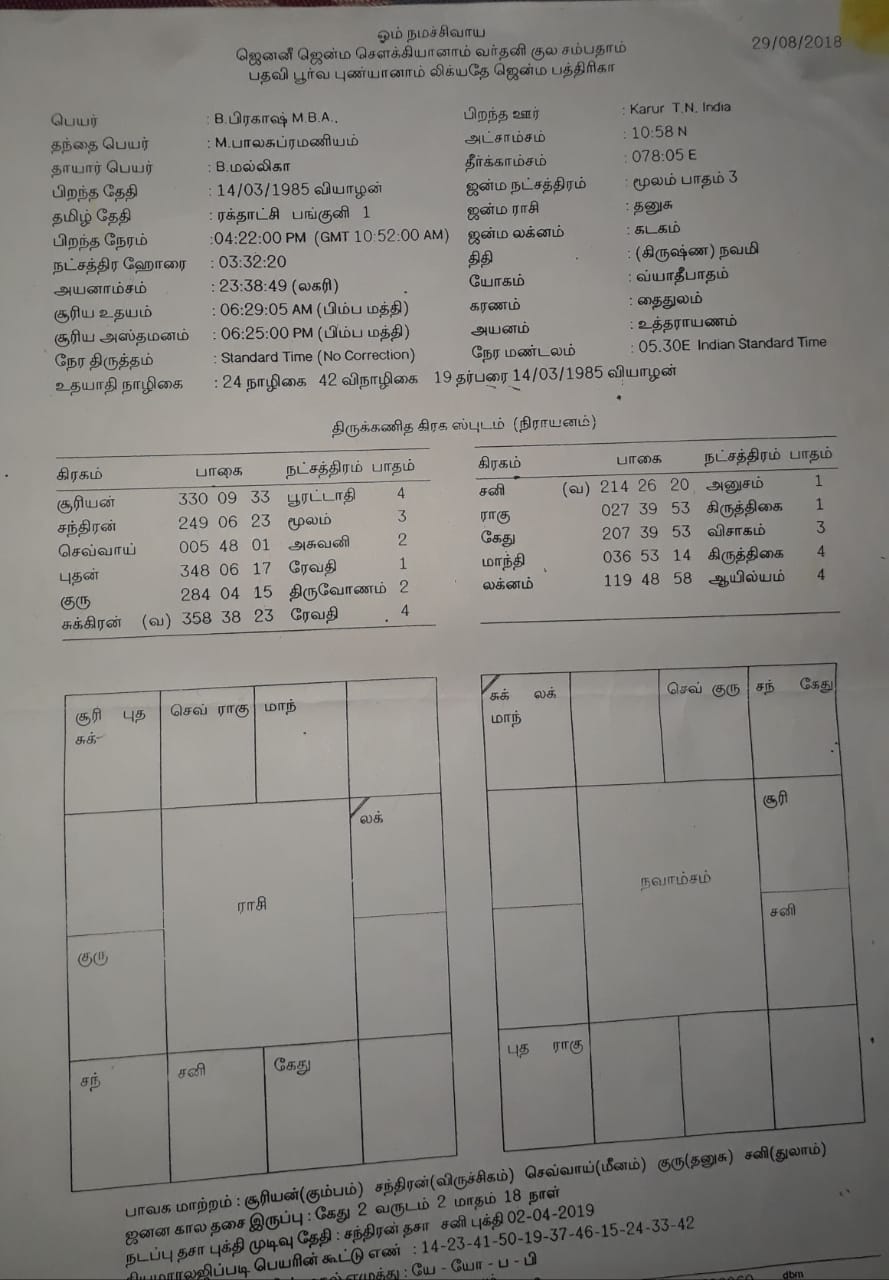 ஓம் நமச்சிவாய
29/08/2018
ஜெனனீ ஜென்ம சௌக்கியானாம் வர்தனி குல சம்பதாம்
பதவி பூர்வ புண்யானாம் லிக்யதே ஜென்ம பத்திரிகா
பெயர் : B.பிரகாஷ் M.B.A.,
தந்தை பெயர் : M.பாலசுப்ரமணியம்
தாயார் பெயர் : B.மல்லிகா
பிறந்த தேதி : 14/03/1985 வியாழன்
தமிழ் தேதி : ரக்தாட்சி பங்குனி 1
பிறந்த நேரம் :04:22:00 PM (GMT 10:52:00 AM)
நட்சத்திர ஹோரை : 03:32:20
அயனாம்சம் : 23:38:49 (லகரி)
சூரிய உதயம் : 06:29:05 AM (பிம்ப மத்தி)
சூரிய அஸ்தமனம் : 06:25:00 PM (பிம்ப மத்தி)
நேர திருத்தம் : Standard Time (No Correction)
உதயாதி நாழிகை : 24 நாழிகை 42 விநாழிகை 19 தர்பரை 14/03/1985 வியாழன்
பிறந்த ஊர் : Karur T.N. India
அட்சாம்சம் : 10:58 N
தீர்க்காம்சம் : 078:05 E
ஜன்ம நட்சத்திரம் : மூலம் பாதம் 3
ஜன்ம ராசி : தனுசு
ஜன்ம லக்னம் : கடகம்
திதி : (கிருஷ்ண) நவமி
யோகம் : வ்யாதீபாதம்
கரணம் : தைதுலம்
அயனம் : உத்தராயணம்
நேர மண்டலம் : 05.30E Indian Standard Time
திருக்கணித கிரக ஸ்புடம் (நிராயனம்)
கிரகம் பாகை நட்சத்திரம் பாதம்
சூரியன் 330 09 33 பூரட்டாதி 4
சந்திரன் 249 06 23 மூலம் 3
செவ்வாய் 005 48 01 அசுவனி 2
புதன் 348 06 17 ரேவதி 1
குரு 284 04 15 திருவோணம் 2
சுக்கிரன் (வ) 358 38 23 ரேவதி 4
கிரகம் பாகை நட்சத்திரம் பாதம்
சனி (வ) 214 26 20 அனுசம் 1
ராகு 027 39 53 கிருத்திகை 1
கேது 207 39 53 விசாகம் 3
மாந்தி 036 53 14 கிருத்திகை 4
லக்னம் 119 48 58 ஆயில்யம் 4
சூரி புத செவ் ராகு மாந்
சுக்
லக்
ராசி
குரு
சந் சனி கேது
சுக் லக் செவ் குரு சந் கேது
மாந்
சூரி
நவாம்சம்
சனி
புத ராகு
பாவக மாற்றம் : சூரியன்(கும்பம்) சந்திரன்(விருச்சிகம்) செவ்வாய்(மீனம்) குரு(தனுசு) சனி(துலாம்)
ஜனன கால தசை இருப்பு : கேது 2 வருடம் 2 மாதம் 18 நாள்
நடப்பு தசா புக்தி முடிவு தேதி : சந்திரன் தசா சனி புக்தி 02-04-2019
பெயரின் கூட்டு எண் : 14-23-41-50-19-37-46-15-24-33-42
எழுத்து : யே - யோ - ப - பி
dbm